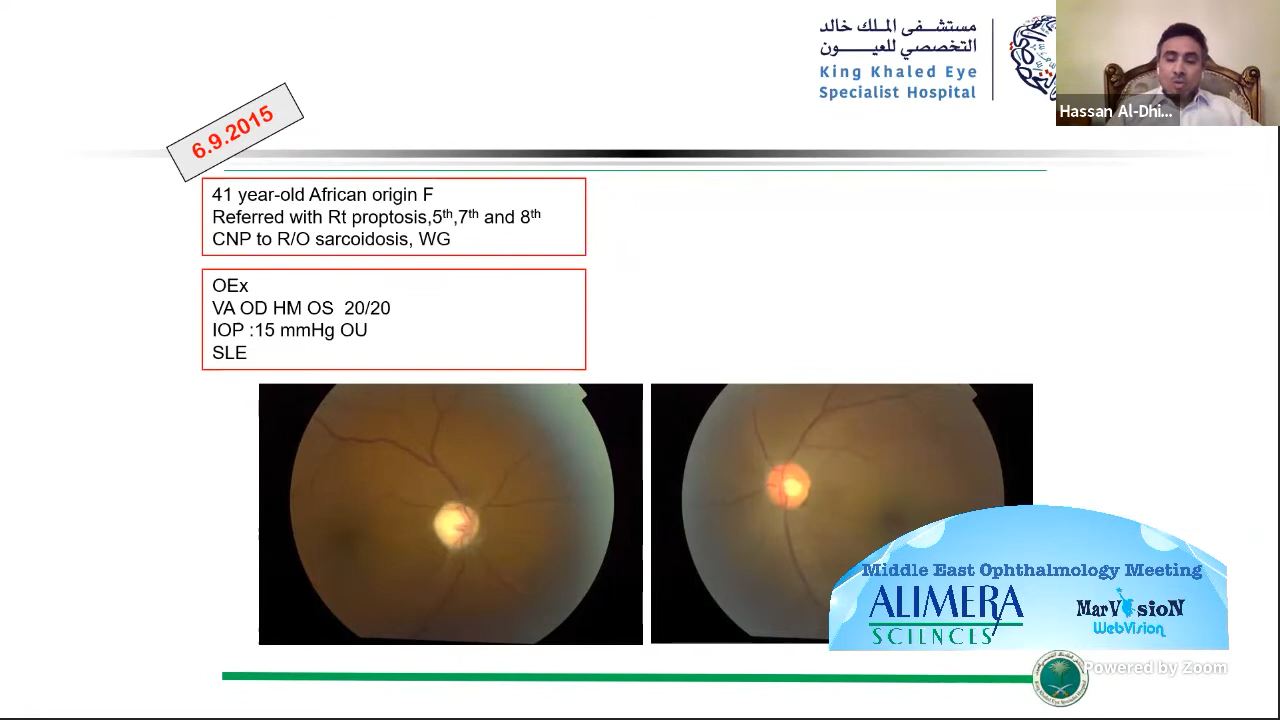 مستشفى الملك خالد
التخصصي للعيون
King Khaled Eye
Specialist Hospital
Hassan Al-Dhi...
6.9.2015
41 year-old African origin F
Referred with Rt proptosis,5th,7th and 8th
CNP to R/O sarcoidosis, WG
OEx
VA OD HM OS 20/20
IOP :15 mmHg OU
SLE
Middle East Ophthalmology Meeting
ALIMERA
SCIENCES
MarVisioN
WebVision
Powered by Zoom